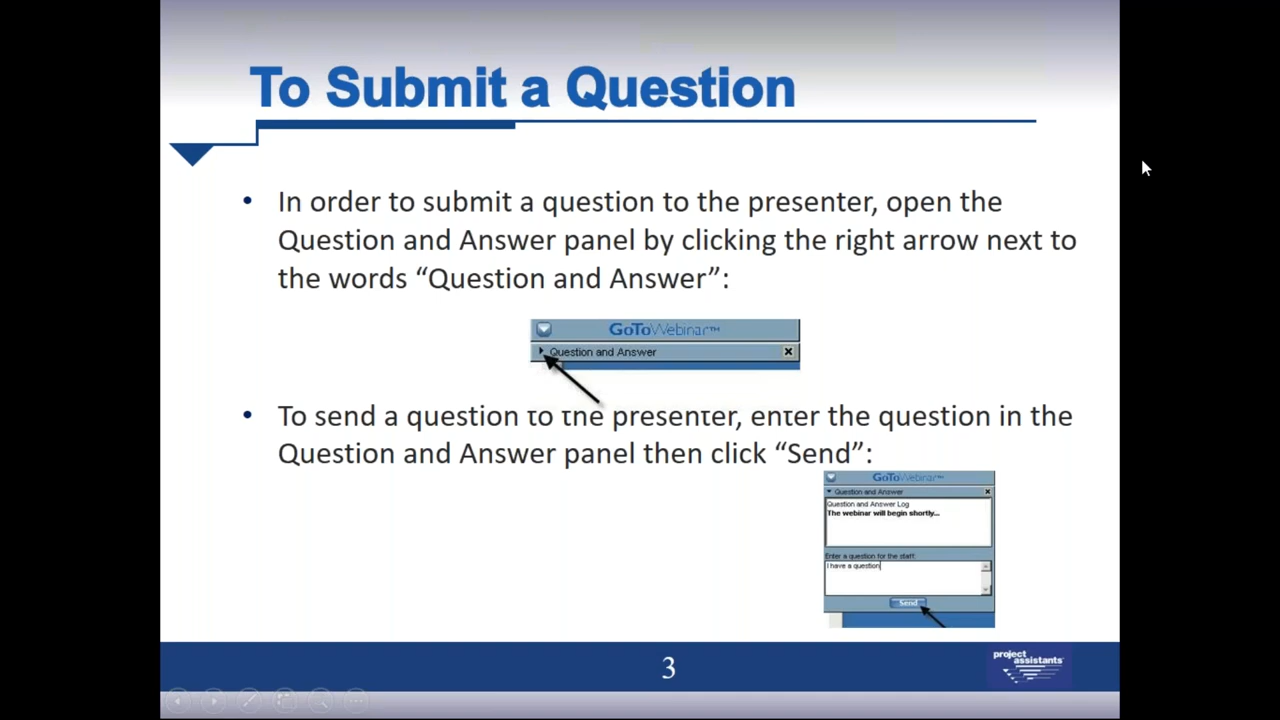 To Submit a Question
• In order to submit a question to the presenter, open the
Question and Answer panel by clicking the right arrow next to
the words “Question and Answer”:
GoToWebinar™
Question and Answer
• To send a question to the presenter, enter the question in the
Question and Answer panel then click “Send”:
GoToWebinar™
Question and Answer
Question and Answer Log
The webinar will begin shortly...
Enter a question for the staff:
I have a question
Send
3
project
assistants